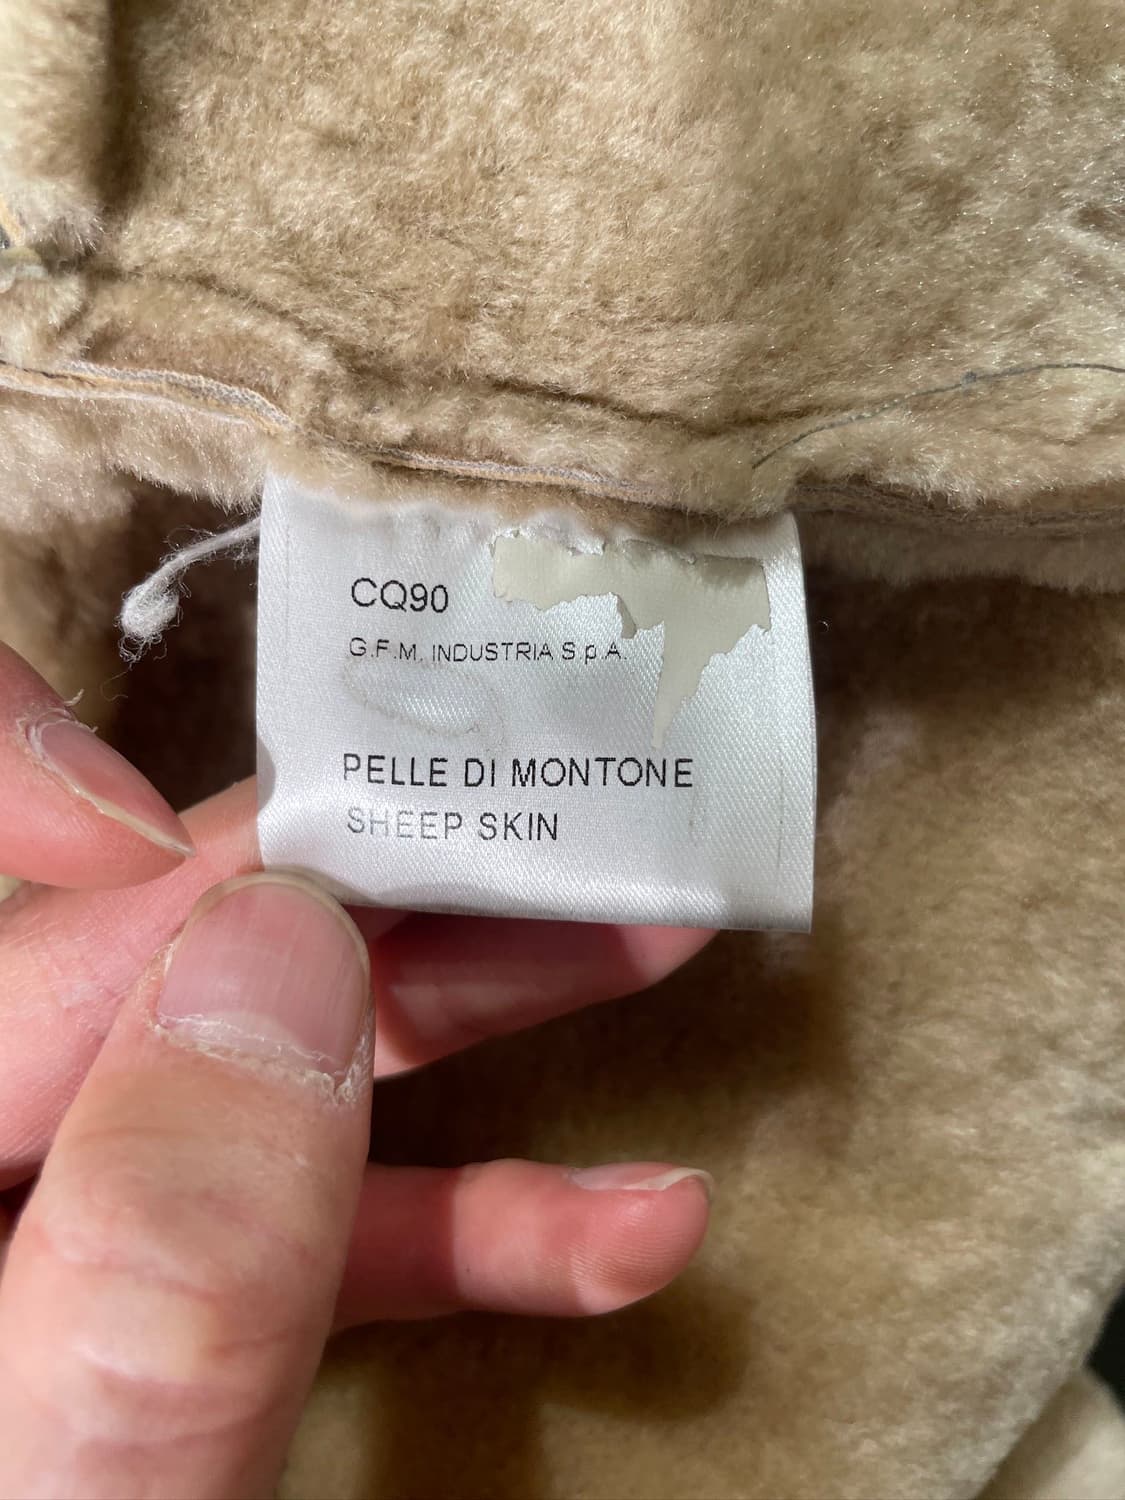 CQ90
G.F.M. INDUSTRIA S p A.
PELLE DI MONTONE
SHEEP SKIN